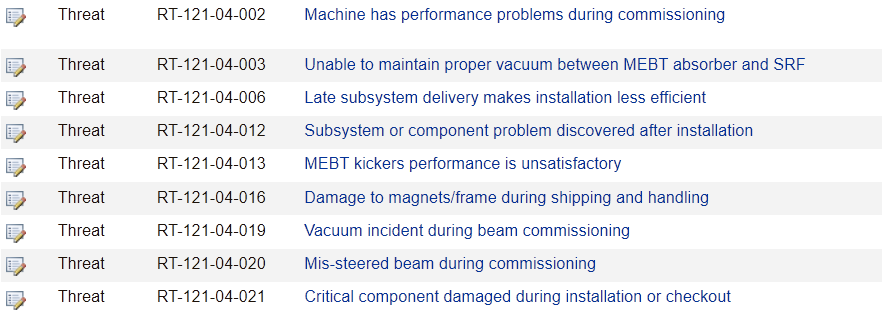 Threat RT-121-04-002 Machine has performance problems during commissioning
Threat RT-121-04-003 Unable to maintain proper vacuum between MEBT absorber and SRF
Threat RT-121-04-006 Late subsystem delivery makes installation less efficient
Threat RT-121-04-012 Subsystem or component problem discovered after installation
Threat RT-121-04-013 MEBT kickers performance is unsatisfactory
Threat RT-121-04-016 Damage to magnets/frame during shipping and handling
Threat RT-121-04-019 Vacuum incident during beam commissioning
Threat RT-121-04-020 Mis-steered beam during commissioning
Threat RT-121-04-021 Critical component damaged during installation or checkout